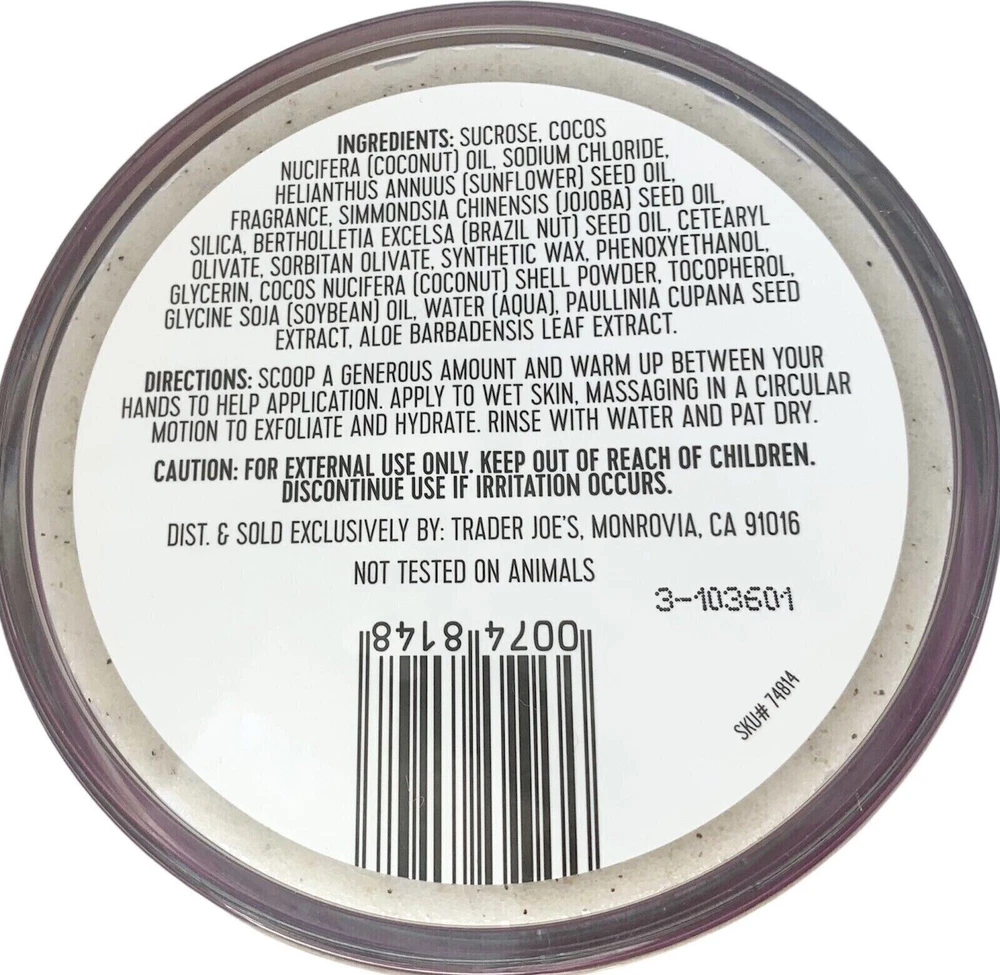 INGREDIENTS: SUCROSE, COCOS
NUCIFERA (COCONUT) OIL, SODIUM CHLORIDE,
HELIANTHUS ANNUUS (SUNFLOWER) SEED OIL,
FRAGRANCE, SIMMONDSIA CHINENSIS (JOJOBA) SEED OIL,
SILICA, BERTHOLLETIA EXCELSA (BRAZIL NUT) SEED OIL, CETEARYL
OLIVATE, SORBITAN OLIVATE, SYNTHETIC WAX, PHENOXYETHANOL,
GLYCERIN, COCOS NUCIFERA (COCONUT) SHELL POWDER, TOCOPHEROL,
GLYCINE SOJA (SOYBEAN) OIL, WATER (AQUA), PAULLINIA CUPANA SEED
EXTRACT, ALOE BARBADENSIS LEAF EXTRACT.
DIRECTIONS: SCOOP A GENEROUS AMOUNT AND WARM UP BETWEEN YOUR
HANDS TO HELP APPLICATION. APPLY TO WET SKIN, MASSAGING IN A CIRCULAR
MOTION TO EXFOLIATE AND HYDRATE. RINSE WITH WATER AND PAT DRY.
CAUTION: FOR EXTERNAL USE ONLY. KEEP OUT OF REACH OF CHILDREN.
DISCONTINUE USE IF IRRITATION OCCURS.
DIST. & SOLD EXCLUSIVELY BY: TRADER JOE'S, MONROVIA, CA 91016
NOT TESTED ON ANIMALS
3-103601
0074 8148
SKU# 74814